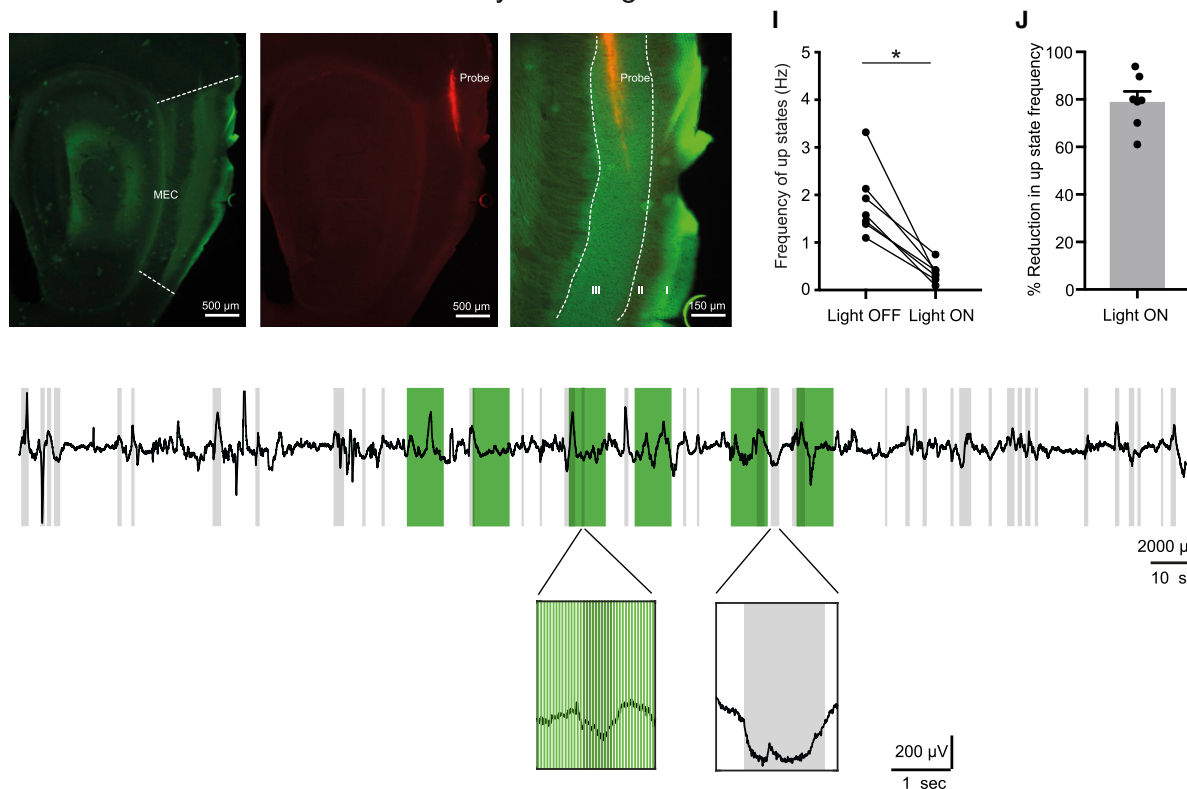 I
J
Probe
MEC
500 µm
Probe
500 µm
III
II
I
150 µm
Frequency of up states (Hz)
5
4
3
2
1
0
*
Light OFF
Light ON
% Reduction in up state frequency
100
80
60
40
20
0
Light ON
2000 µ
10 s
200 µV
1 sec